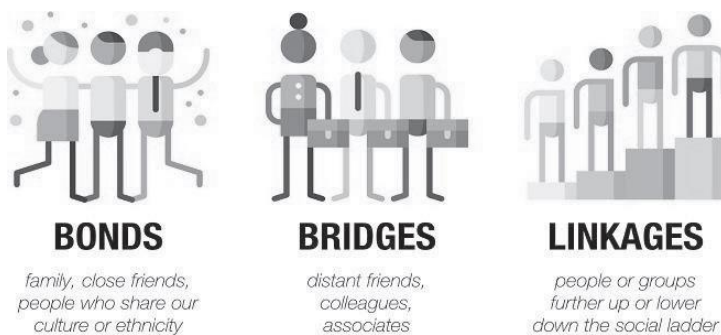 BONDS
family, close friends,
people who share our
culture or ethnicity
BRIDGES
distant friends,
colleagues,
associates
LINKAGES
people or groups
further up or lower
down the social ladder